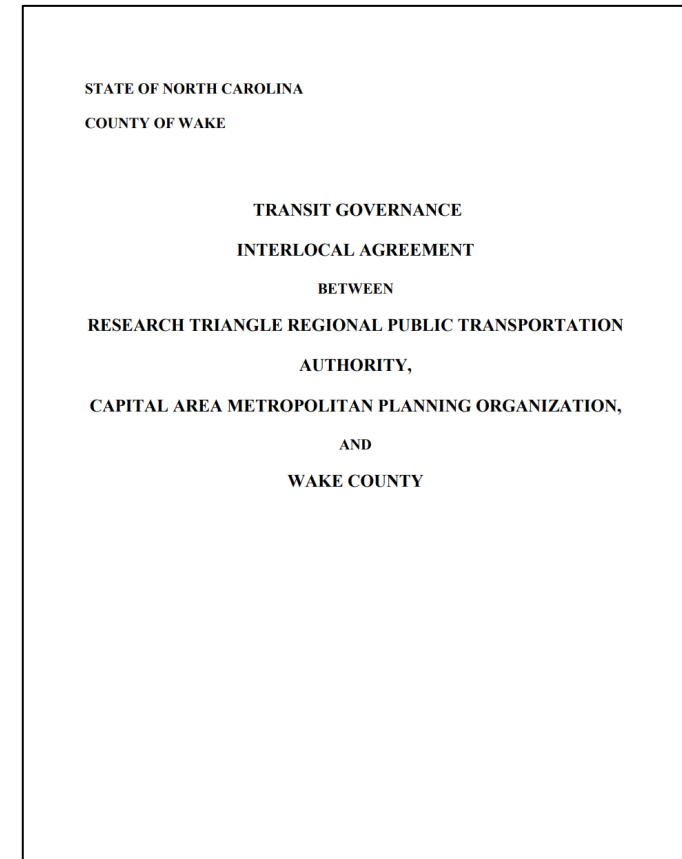 STATE OF NORTH CAROLINA
COUNTY OF WAKE
TRANSIT GOVERNANCE
INTERLOCAL AGREEMENT
BETWEEN
RESEARCH TRIANGLE REGIONAL PUBLIC TRANSPORTATION
AUTHORITY,
CAPITAL AREA METROPOLITAN PLANNING ORGANIZATION,
AND
WAKE COUNTY